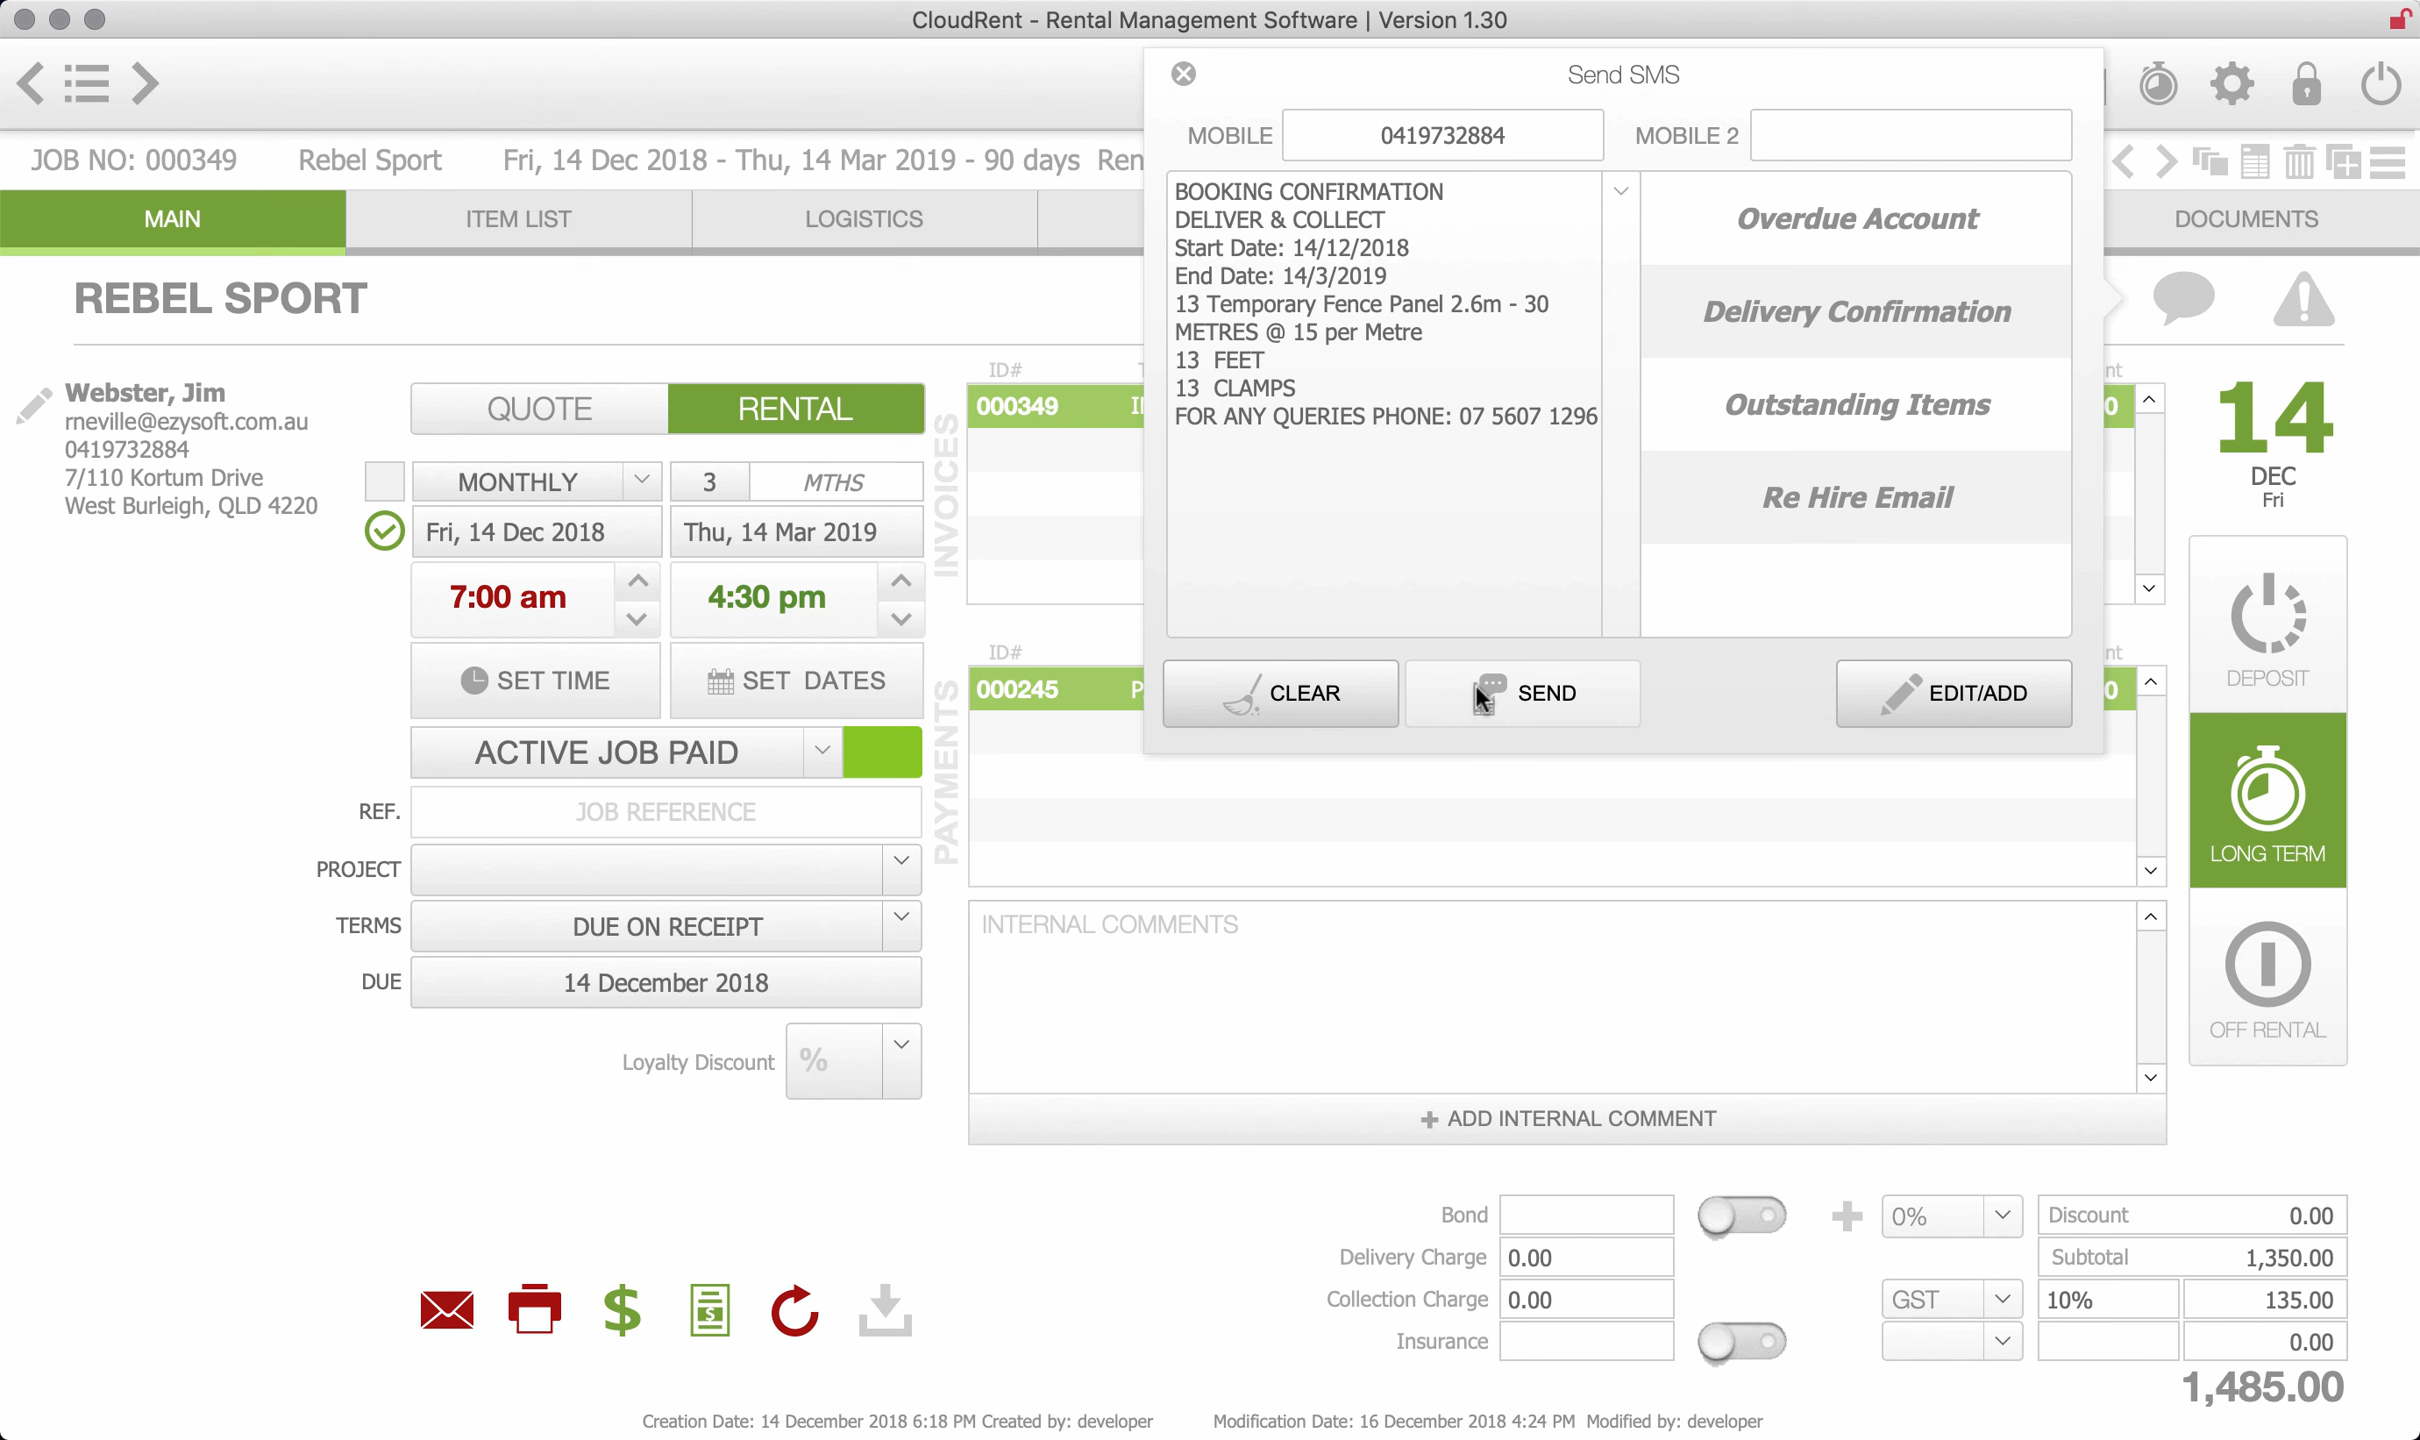 CloudRent - Rental Management Software | Version 1.30
Send SMS
MOBILE 0419732884 MOBILE 2
JOB NO: 000349 Rebel Sport Fri, 14 Dec 2018 - Thu, 14 Mar 2019 - 90 days Ren
MAIN ITEM LIST LOGISTICS DOCUMENTS
BOOKING CONFIRMATION
DELIVER & COLLECT
Start Date: 14/12/2018
End Date: 14/3/2019
13 Temporary Fence Panel 2.6m - 30
METRES @ 15 per Metre
13 FEET
13 CLAMPS
FOR ANY QUERIES PHONE: 07 5607 1296
Overdue Account
Delivery Confirmation
Outstanding Items
Re Hire Email
CLEAR SEND EDIT/ADD
REBEL SPORT
Webster, Jim
rneville@ezysoft.com.au
0419732884
7/110 Kortum Drive
West Burleigh, QLD 4220
QUOTE RENTAL
MONTHLY 3 MTHS
Fri, 14 Dec 2018 Thu, 14 Mar 2019
7:00 am 4:30 pm
SET TIME SET DATES
ACTIVE JOB PAID
REF. JOB REFERENCE
PROJECT
TERMS DUE ON RECEIPT
DUE 14 December 2018
Loyalty Discount %
INVOICES
ID# nt
000349 0
PAYMENTS
ID# nt
000245 P 0
INTERNAL COMMENTS
ADD INTERNAL COMMENT
14
DEC
Fri
DEPOSIT
LONG TERM
OFF RENTAL
Bond 0% Discount 0.00
Delivery Charge 0.00 Subtotal 1,350.00
Collection Charge 0.00 GST 10% 135.00
Insurance 0.00
1,485.00
$
Creation Date: 14 December 2018 6:18 PM Created by: developer Modification Date: 16 December 2018 4:24 PM Modified by: developer